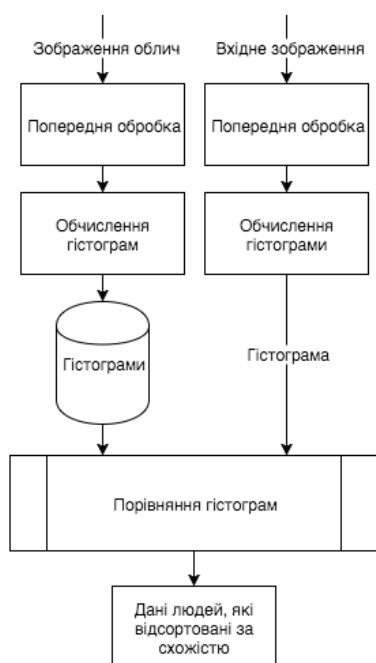 Зображення облич
Вхідне зображення
Попередня обробка
Попередня обробка
Обчислення
гістограм
Обчислення
гістограми
Гістограми
Гістограма
Порівняння гістограм
Дані людей, які
відсортовані за
схожістю